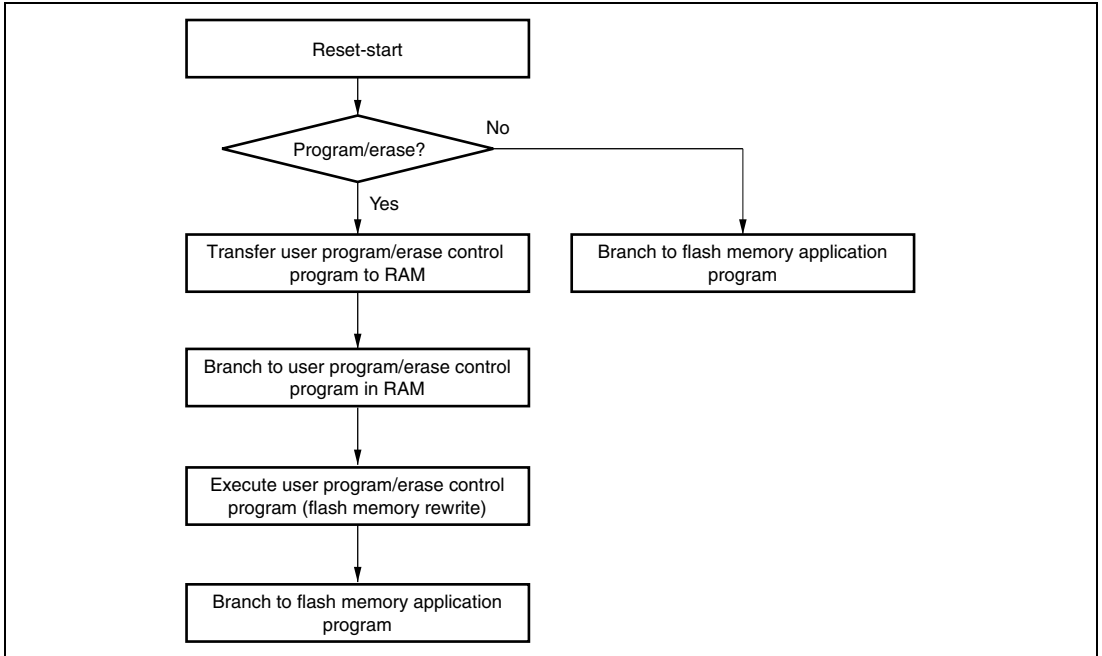 Reset-start
Program/erase?
No
Yes
Transfer user program/erase control
program to RAM
Branch to flash memory application
program
Branch to user program/erase control
program in RAM
Execute user program/erase control
program (flash memory rewrite)
Branch to flash memory application
program